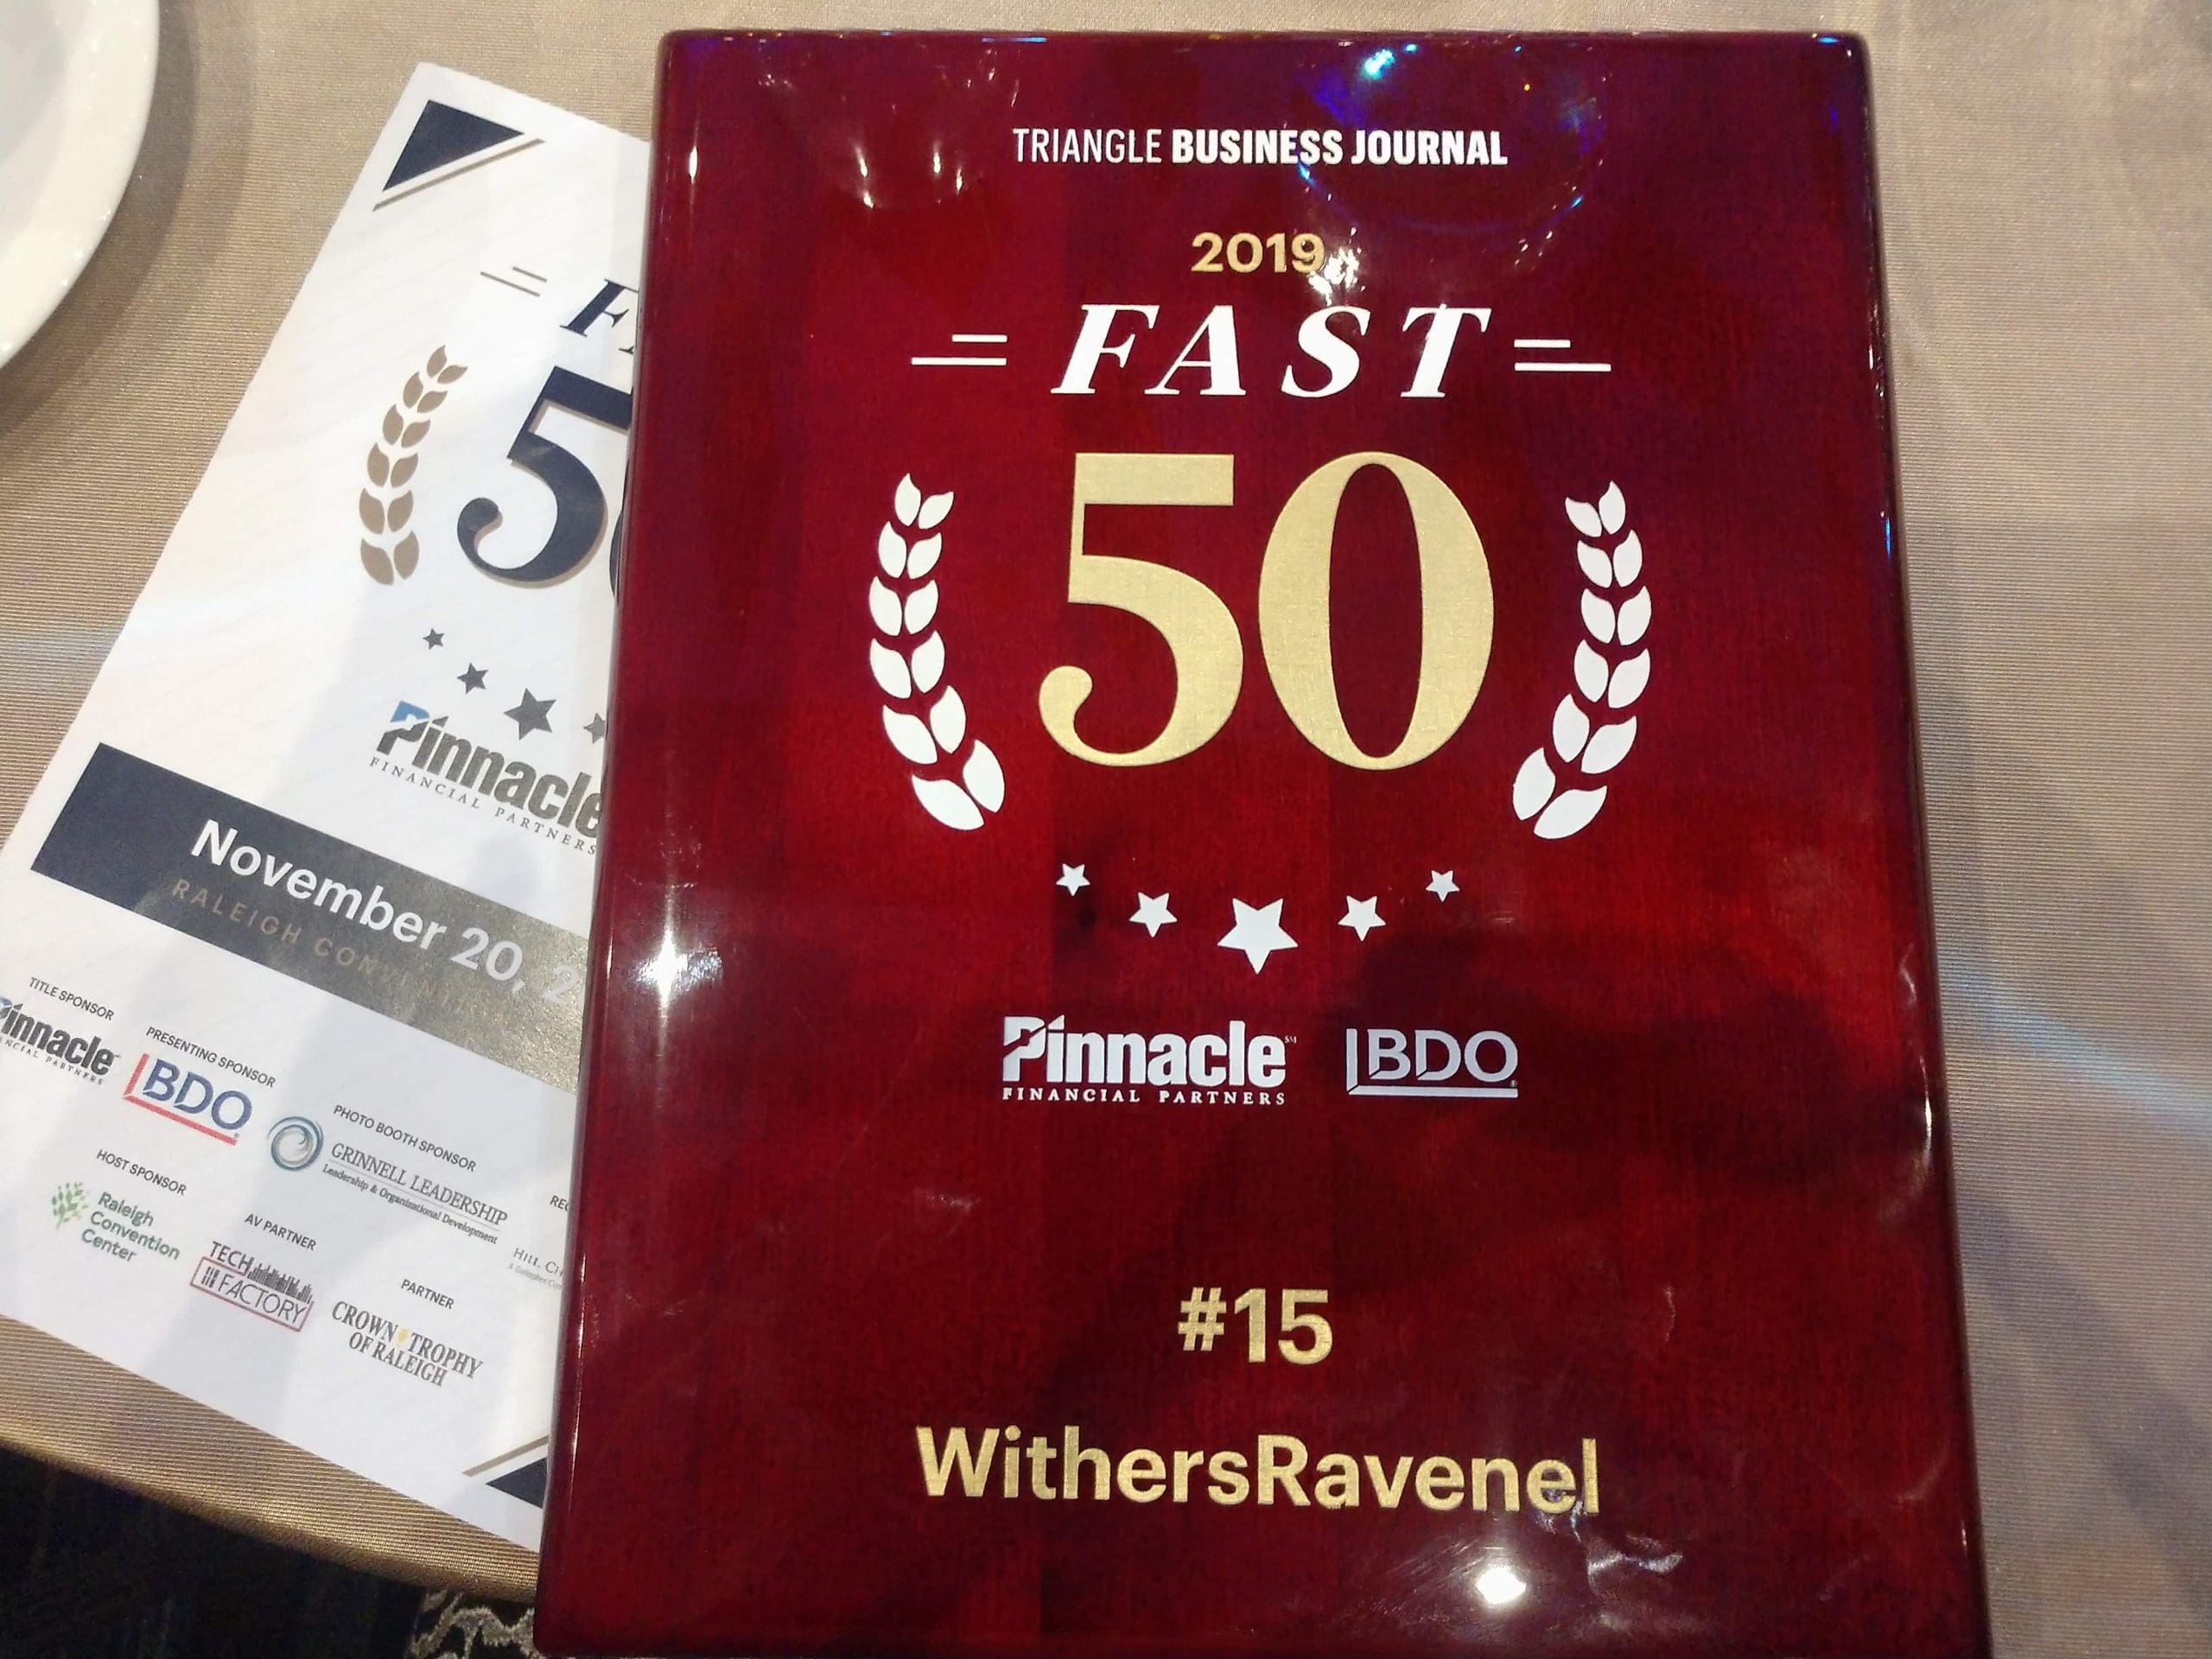 TRIANGLE BUSINESS JOURNAL
2019
FAST
50
Pinnacle SM
FINANCIAL PARTNERS
BDO
#15
WithersRavenel
Pinnacle
FINANCIAL PARTNERS
November 20,
RALEIGH
TITLE SPONSOR
Pinnacle
PARTNERS
PRESENTING SPONSOR
BDO
PHOTO BOOTH SPONSOR
GRINNELL LEADERSHIP
Leadership & Organizational Development
HOST SPONSOR
Raleigh
Convention
Center
AV PARTNER
TECH
FACTORY
PARTNER
CROWN TROPHY
OF RALEIGH